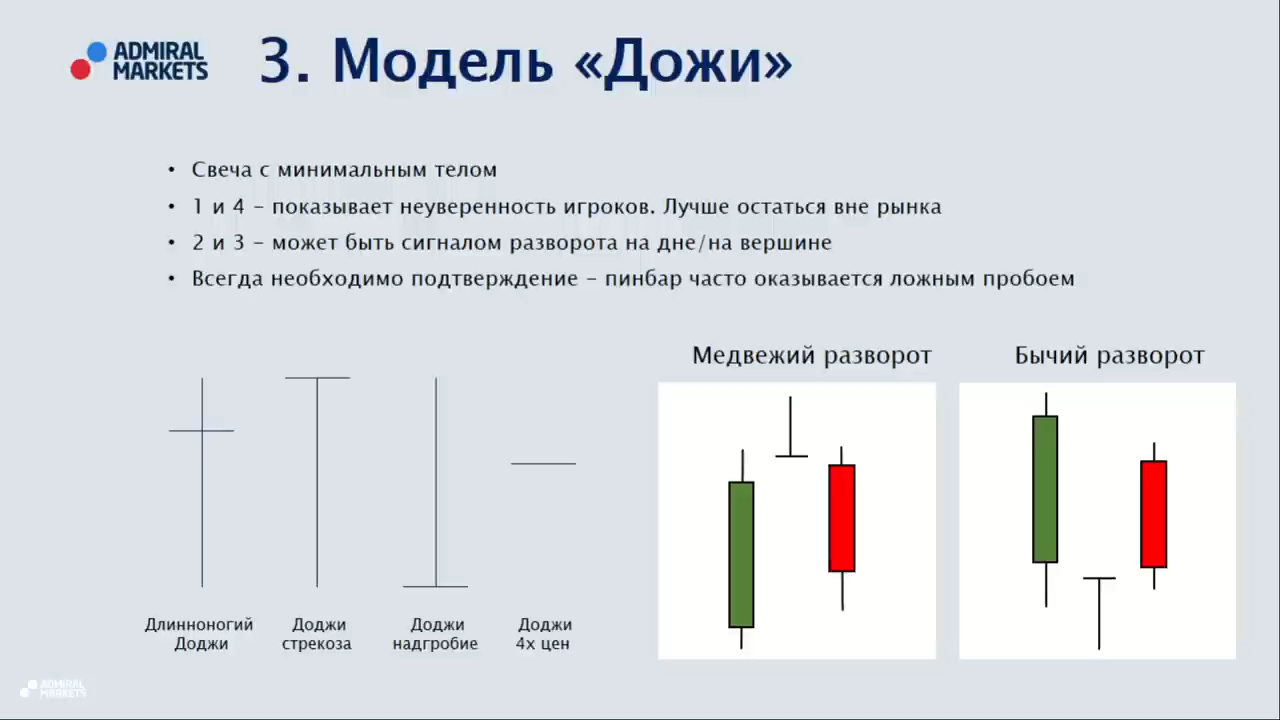 ADMIRAL
MARKETS
3. Модель «Дожи»
• Свеча с минимальным телом
• 1 и 4 – показывает неуверенность игроков. Лучше остаться вне рынка
• 2 и 3 – может быть сигналом разворота на дне/на вершине
• Всегда необходимо подтверждение – пинбар часто оказывается ложным пробоем
Медвежий разворот
Бычий разворот
Длинноногий
Доджи
Доджи
стрекоза
Доджи
надгробие
Доджи
4х цен
ADMIRAL
MARKETS